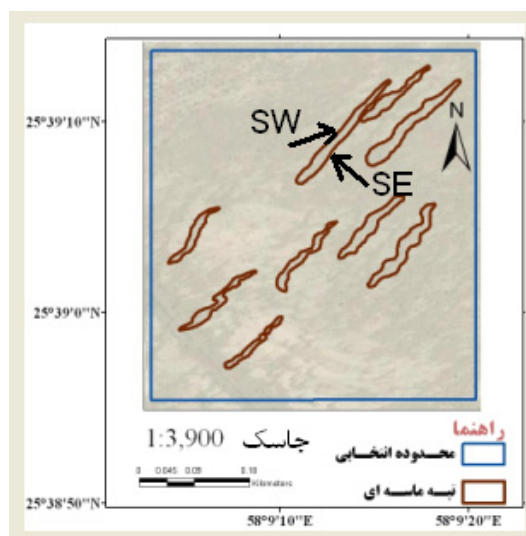 25°39'10"N
SW
N
SE
25°39'0"N
راهنما
جاسک 1:3,900
محدوده انتخابی
0 0.045 0.09 0.18
Kilometers
تپه ماسه ای
25°38'50"N
58°9'10"E 58°9'20"E